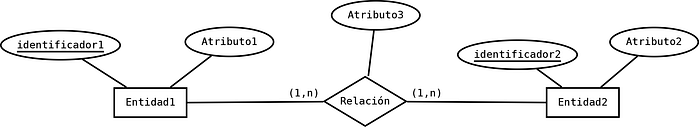 Atributo3
identificador1
Atributo1
identificador2
Atributo2
(1,n)
(1,n)
Entidad1
Relación
Entidad2